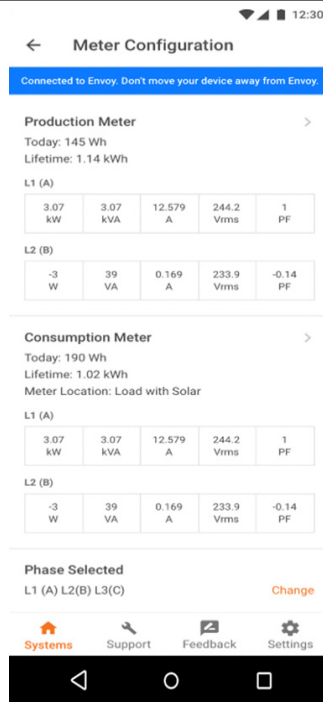 12:30
Meter Configuration
Connected to Envoy. Don't move your device away from Envoy.
Production Meter
Today: 145 Wh
Lifetime: 1.14 kWh
L1 (A)
3.07 3.07 12.579 244.2 1
kW kVA A Vrms PF
L2 (B)
-3 39 0.169 233.9 -0.14
W VA A Vrms PF
Consumption Meter
Today: 190 Wh
Lifetime: 1.02 kWh
Meter Location: Load with Solar
L1 (A)
3.07 3.07 12.579 244.2 1
kW kVA A Vrms PF
L2 (B)
-3 39 0.169 233.9 -0.14
W VA A Vrms PF
Phase Selected
L1 (A) L2(B) L3(C) Change
Systems Support Feedback Settings